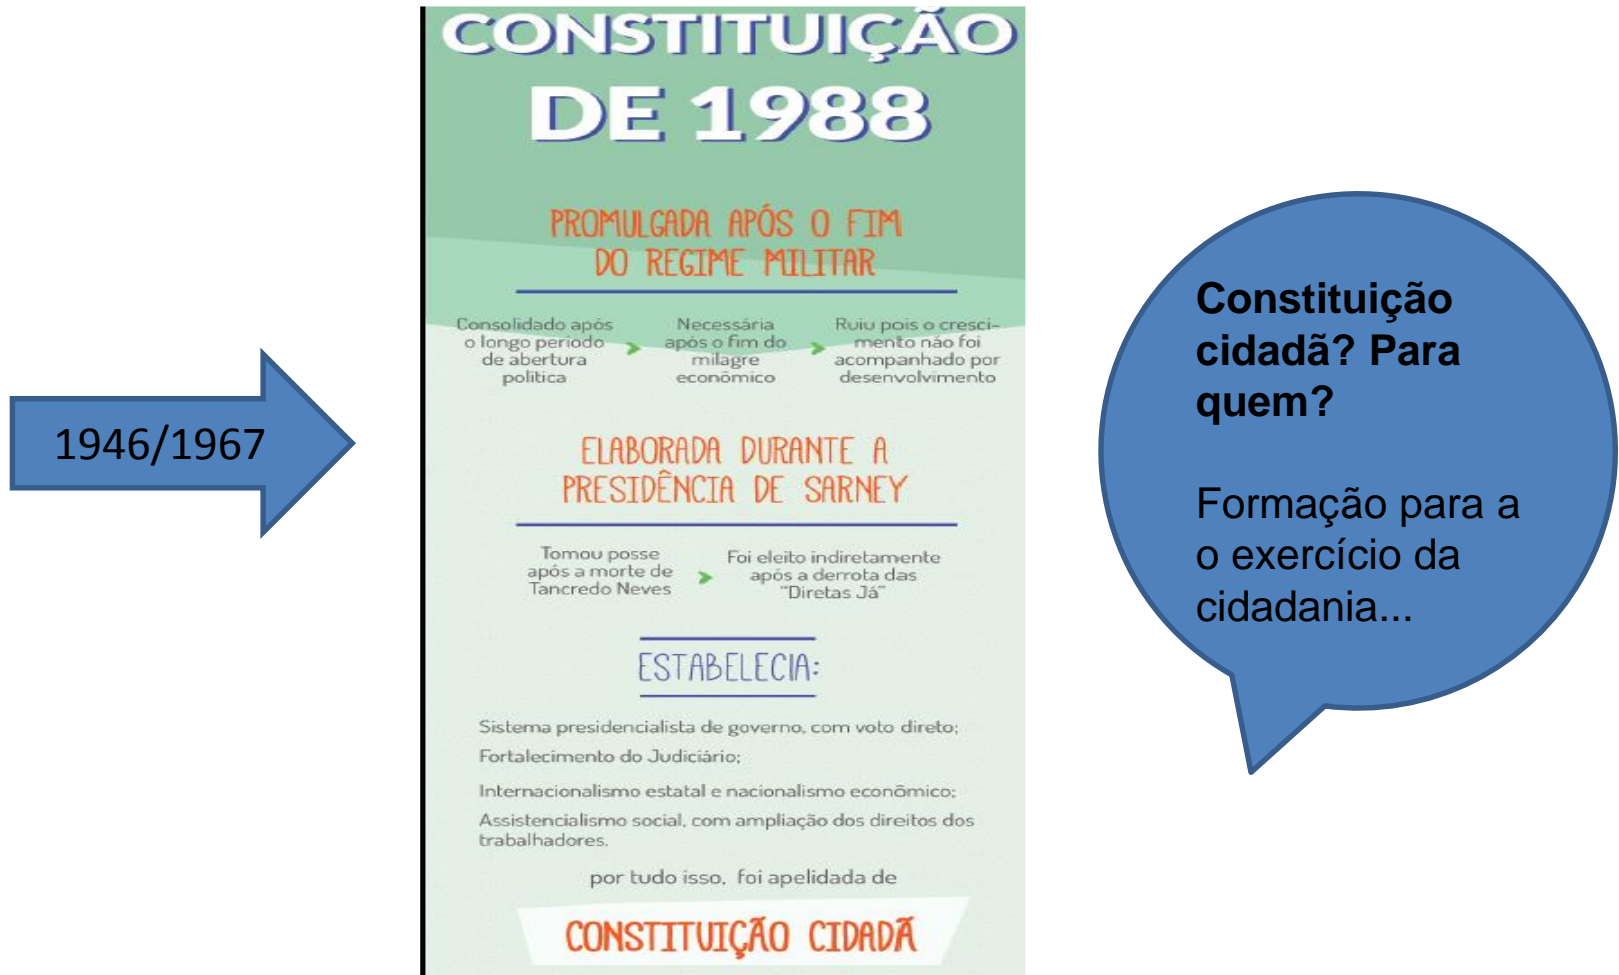 1946/1967
CONSTITUIÇÃO
DE 1988
PROMULGADA APÓS O FIM
DO REGIME MILITAR
Consolidado após
o longo período
de abertura
política
Necessária
após o fim do
milagre
econômico
Ruiu pois o cresci-
mento não foi
acompanhado por
desenvolvimento
ELABORADA DURANTE A
PRESIDÊNCIA DE SARNEY
Tomou posse
após a morte de
Tancredo Neves
Foi eleito indiretamente
após a derrota das
"Diretas Já"
ESTABELECIA:
Sistema presidencialista de governo, com voto direto;
Fortalecimento do Judiciário;
Internacionalismo estatal e nacionalismo econômico;
Assistencialismo social, com ampliação dos direitos dos
trabalhadores.
por tudo isso, foi apelidada de
CONSTITUIÇÃO CIDADÃ
Constituição
cidadã? Para
quem?
Formação para a
o exercício da
cidadania...